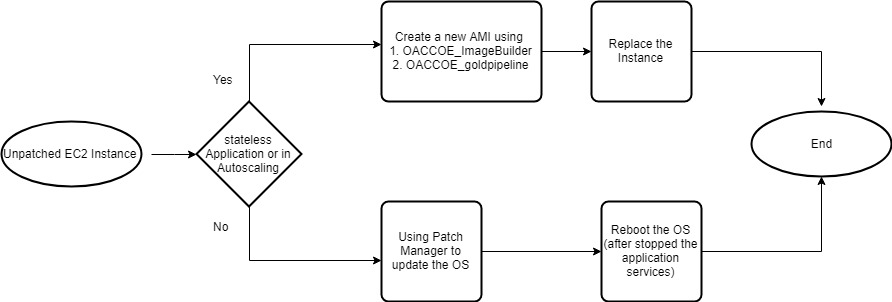 Unpatched EC2 Instance
stateless
Application or in
Autoscaling
Yes
Create a new AMI using
1. OACCOE_ImageBuilder
2. OACCOE_goldpipeline
Replace the
Instance
No
Using Patch
Manager to
update the OS
Reboot the OS
(after stopped the
application
services)
End